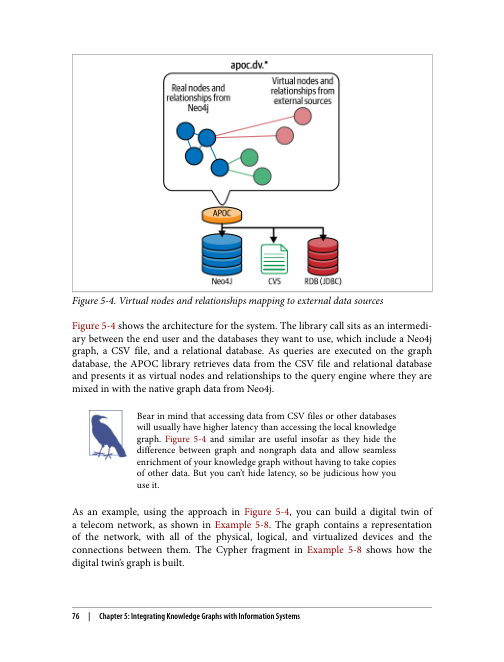 apoc.dv.*
Real nodes and
relationships from
Neo4j
Virtual nodes and
relationships from
external sources
APOC
Neo4J
CVS
RDB (JDBC)
Figure 5-4. Virtual nodes and relationships mapping to external data sources
Figure 5-4 shows the architecture for the system. The library call sits as an intermedi-
ary between the end user and the databases they want to use, which include a Neo4j
graph, a CSV file, and a relational database. As queries are executed on the graph
database, the APOC library retrieves data from the CSV file and relational database
and presents it as virtual nodes and relationships to the query engine where they are
mixed in with the native graph data from Neo4j.
Bear in mind that accessing data from CSV files or other databases
will usually have higher latency than accessing the local knowledge
graph. Figure 5-4 and similar are useful insofar as they hide the
difference between graph and nongraph data and allow seamless
enrichment of your knowledge graph without having to take copies
of other data. But you can't hide latency, so be judicious how you
use it.
As an example, using the approach in Figure 5-4, you can build a digital twin of
a telecom network, as shown in Example 5-8. The graph contains a representation
of the network, with all of the physical, logical, and virtualized devices and the
connections between them. The Cypher fragment in Example 5-8 shows how the
digital twin's graph is built.
76 | Chapter 5: Integrating Knowledge Graphs with Information Systems